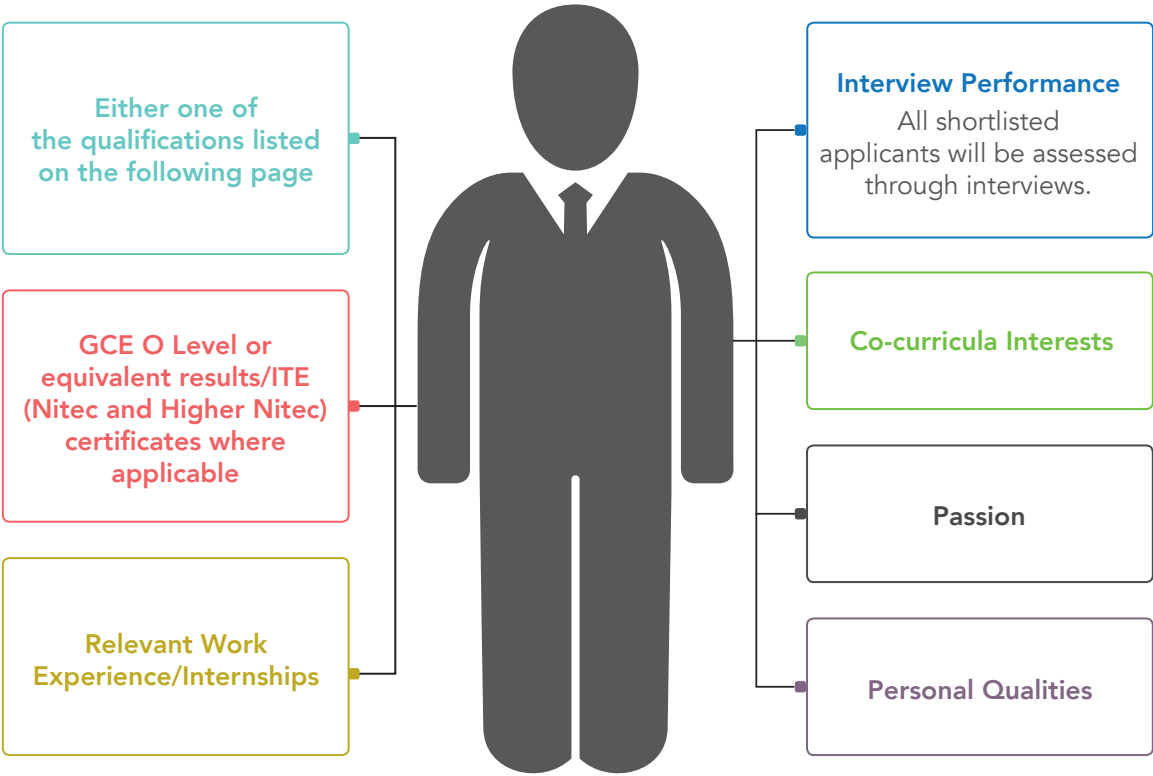 Either one of
the qualifications listed
on the following page
GCE O Level or
equivalent results/ITE
(Nitec and Higher Nitec)
certificates where
applicable
Relevant Work
Experience/Internships
Interview Performance
All shortlisted
applicants will be assessed
through interviews.
Co-curricula Interests
Passion
Personal Qualities